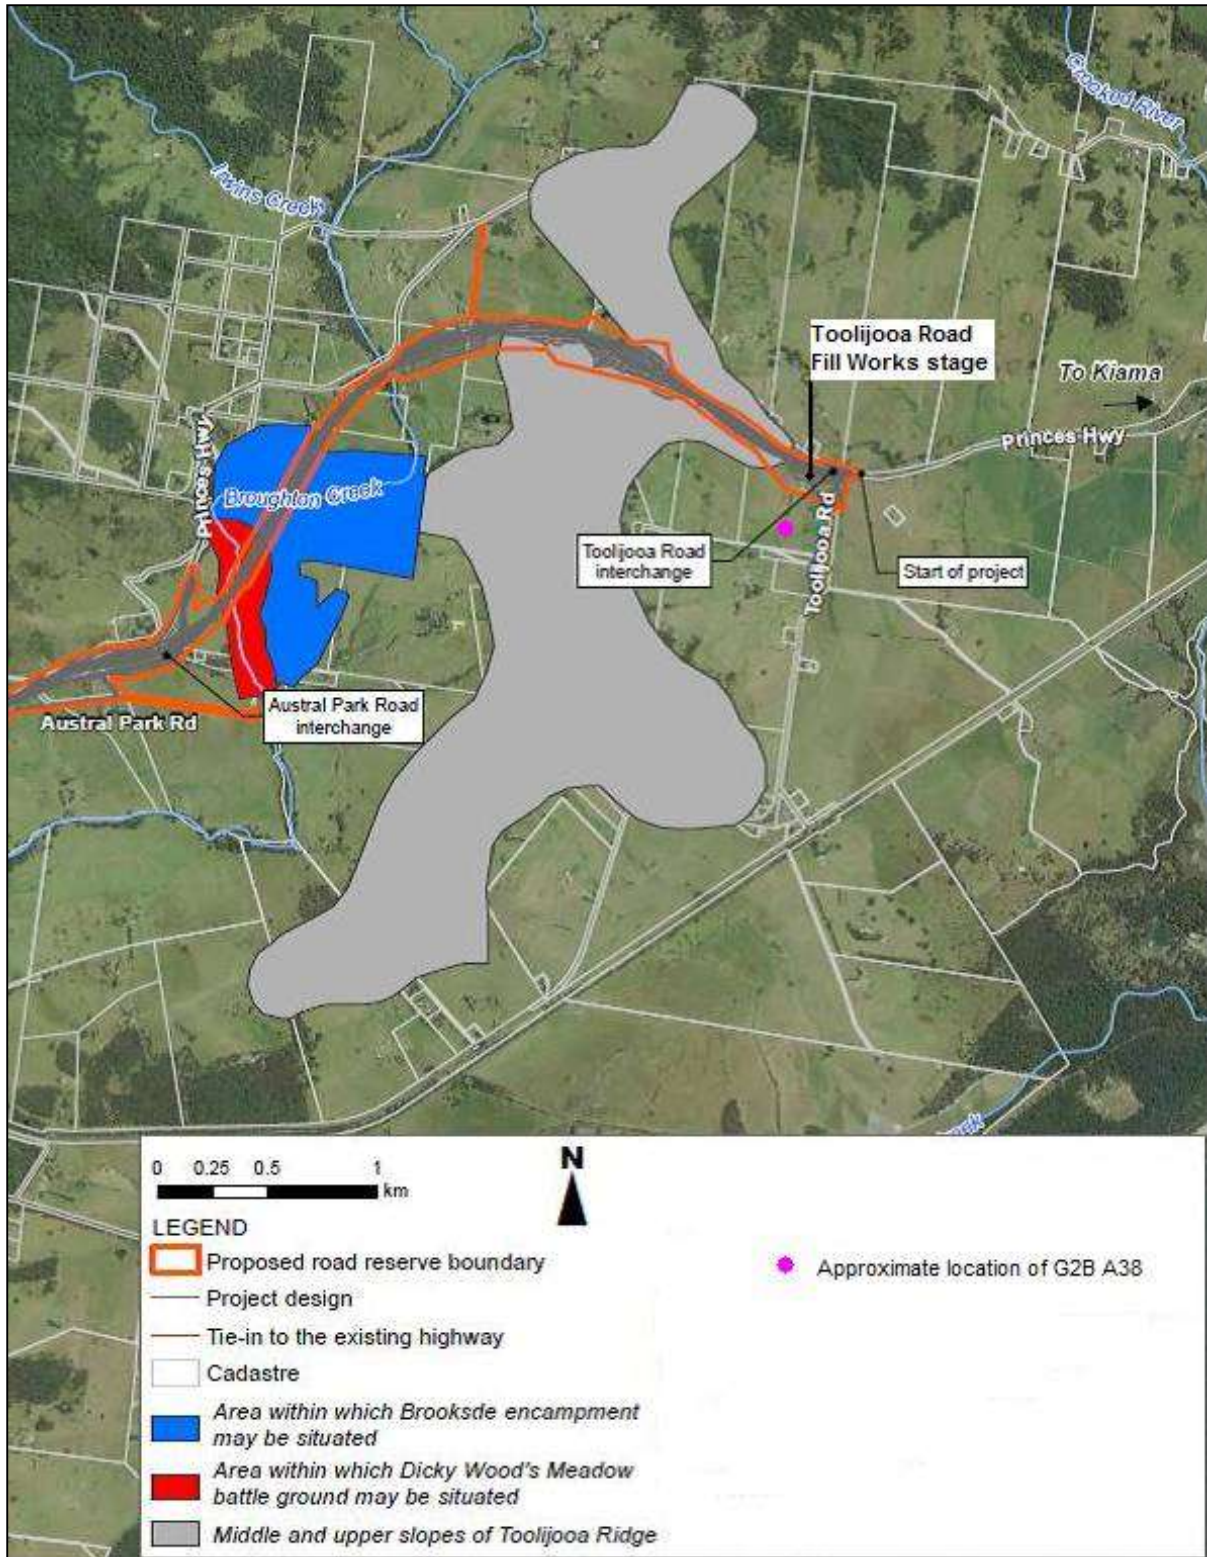 Crooked River
Irwins Creek
Toolijooa Road
Fill Works stage
To Kiama
Princes Hwy
Princes Hwy
Broughton Creek
Toolijooa Road
interchange
Toolijooa Rd
Start of project
Austral Park Road
interchange
Austral Park Rd
0 0.25 0.5 1
km
N
LEGEND
Proposed road reserve boundary
Project design
Tie-in to the existing highway
Cadastre
Area within which Brooksde encampment
may be situated
Area within which Dicky Wood's Meadow
battle ground may be situated
Middle and upper slopes of Toolijooa Ridge
Approximate location of G2B A38